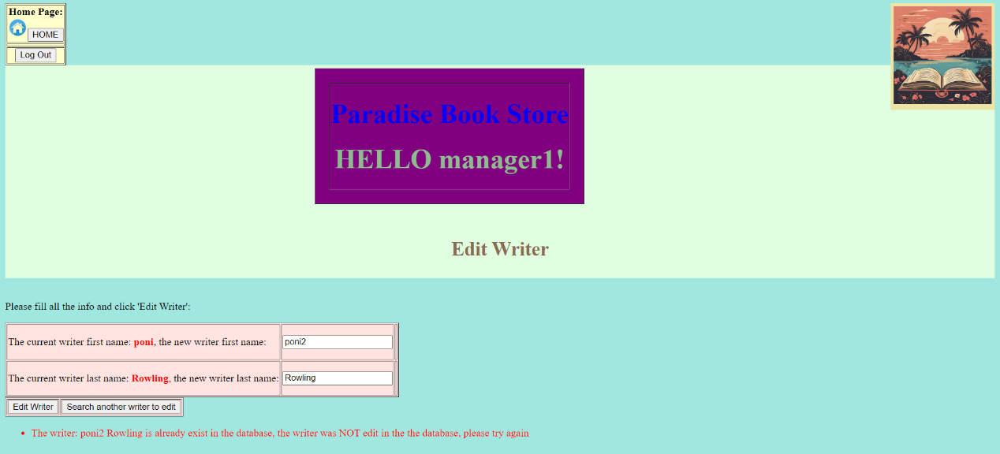 Home Page:
HOME
Log Out
Paradise Book Store
HELLO manager1!
Edit Writer
Please fill all the info and click 'Edit Writer':
The current writer first name: poni, the new writer first name: poni2
The current writer last name: Rowling, the new writer last name: Rowling
Edit Writer Search another writer to edit
• The writer: poni2 Rowling is already exist in the database, the writer was NOT edit in the the database, please try again